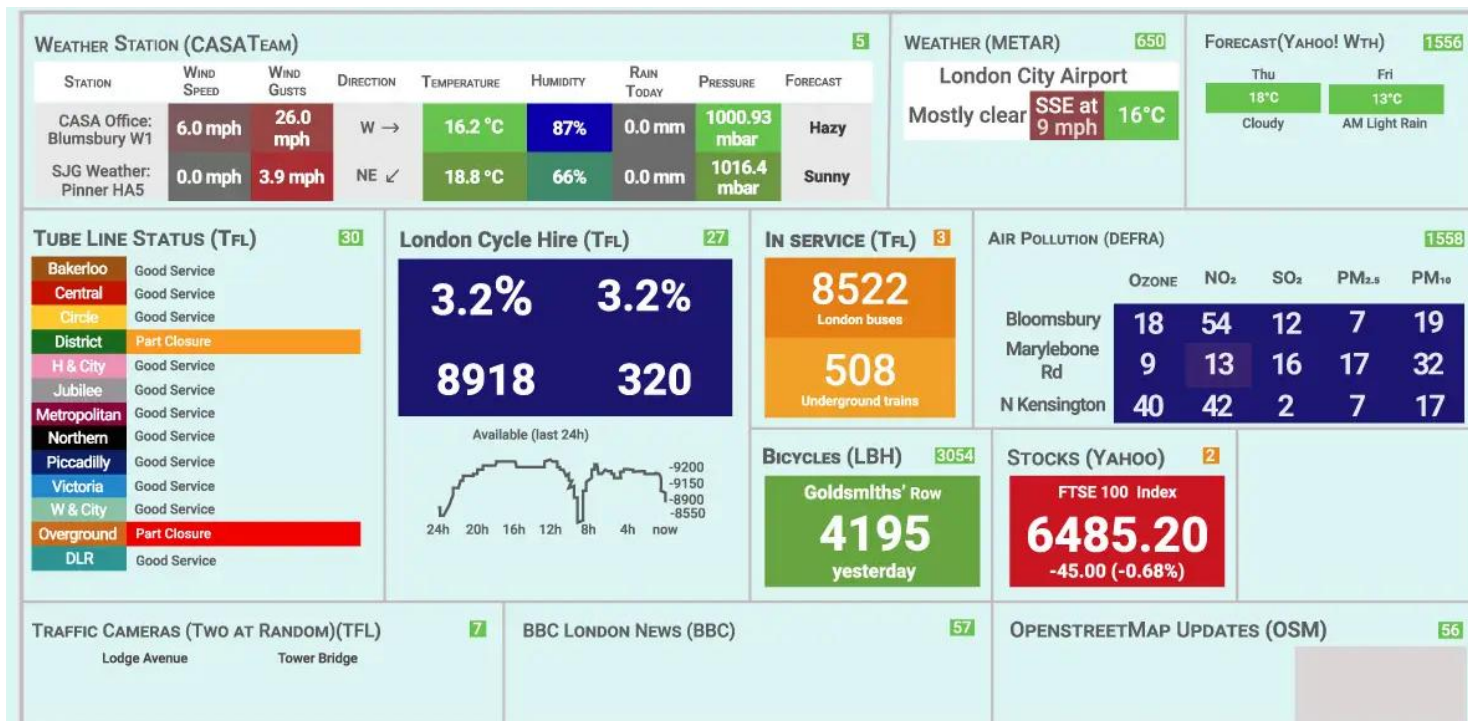 WEATHER STATION (CASATEAM) 5
STATION WIND SPEED WIND GUSTS DIRECTION TEMPERATURE HUMIDITY RAIN TODAY PRESSURE FORECAST
CASA Office: Blumsbury W1 6.0 mph 26.0 mph W → 16.2 °C 87% 0.0 mm 1000.93 mbar Hazy
SJG Weather: Pinner HA5 0.0 mph 3.9 mph NE ↙ 18.8 °C 66% 0.0 mm 1016.4 mbar Sunny
WEATHER (METAR) 650
London City Airport
Mostly clear SSE at 9 mph 16°C
FORECAST(YAHOO! WTH) 1556
Thu Fri
18°C 13°C
Cloudy AM Light Rain
TUBE LINE STATUS (TFL) 30
Bakerloo Good Service
Central Good Service
Circle Good Service
District Part Closure
H & City Good Service
Jubilee Good Service
Metropolitan Good Service
Northern Good Service
Piccadilly Good Service
Victoria Good Service
W & City Good Service
Overground Part Closure
DLR Good Service
London Cycle Hire (TFL) 27
3.2% 3.2%
8918 320
Available (last 24h)
-9200
-9150
-8900
-8550
24h 20h 16h 12h 8h 4h now
IN SERVICE (TFL) 3
8522
London buses
508
Underground trains
AIR POLLUTION (DEFRA) 1558
OZONE NO₂ SO₂ PM₂.₅ PM₁₀
Bloomsbury 18 54 12 7 19
Marylebone Rd 9 13 16 17 32
N Kensington 40 42 2 7 17
BICYCLES (LBH) 3054
Goldsmlths' Row
4195
yesterday
STOCKS (YAHOO) 2
FTSE 100 Index
6485.20
-45.00 (-0.68%)
TRAFFIC CAMERAS (TWO AT RANDOM)(TFL) 7
Lodge Avenue Tower Bridge
BBC LONDON NEWS (BBC) 57
OPENSTREETMAP UPDATES (OSM) 56